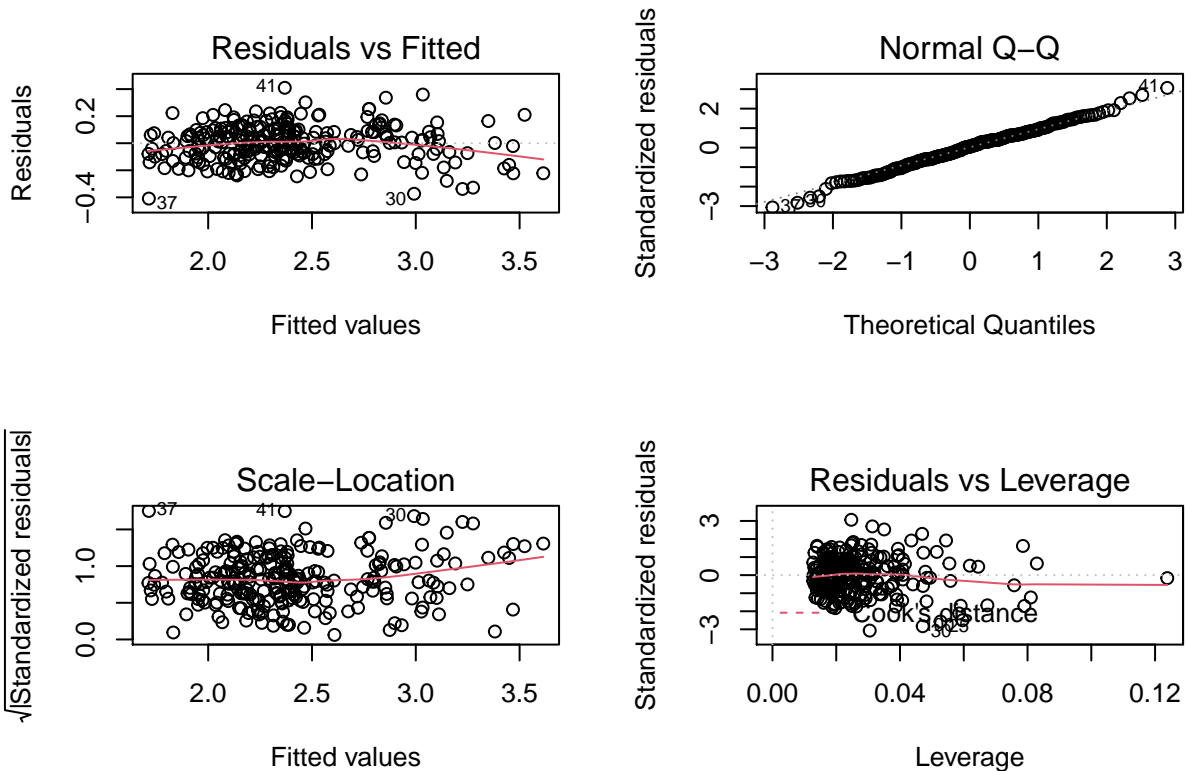 Residuals vs Fitted
Residuals
0.2
−0.4
41
37
30
2.0 2.5 3.0 3.5
Fitted values
Normal Q−Q
Standardized residuals
2
0
−3
41
37
30
−3 −2 −1 0 1 2 3
Theoretical Quantiles
Scale−Location
√|Standardized residuals|
1.0
0.0
37
41
30
2.0 2.5 3.0 3.5
Fitted values
Residuals vs Leverage
Standardized residuals
3
0
−3
Cook's distance
30
0.00 0.04 0.08 0.12
Leverage